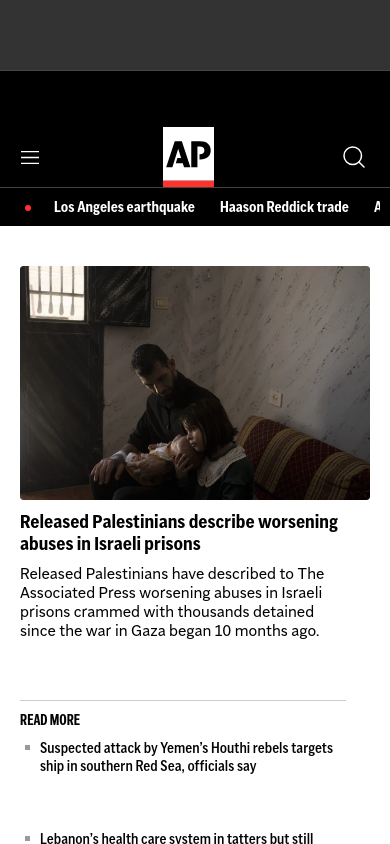 AP
Los Angeles earthquake Haason Reddick trade A
Released Palestinians describe worsening
abuses in Israeli prisons
Released Palestinians have described to The
Associated Press worsening abuses in Israeli
prisons crammed with thousands detained
since the war in Gaza began 10 months ago.
READ MORE
Suspected attack by Yemen’s Houthi rebels targets
ship in southern Red Sea, officials say
Lebanon’s health care system in tatters but still